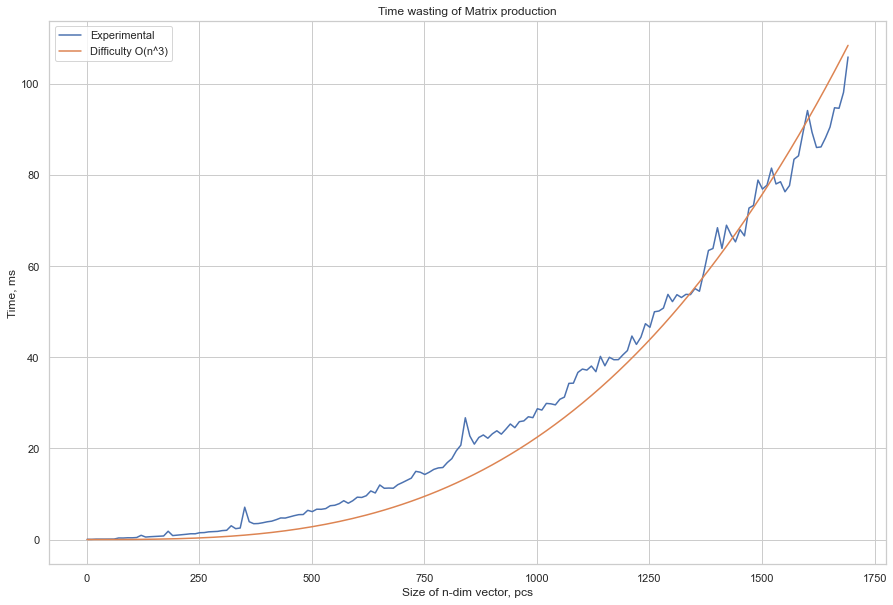 Time wasting of Matrix production
Experimental
Difficulty O(n^3)
100
80
60
40
20
0
Time, ms
0 250 500 750 1000 1250 1500 1750
Size of n-dim vector, pcs